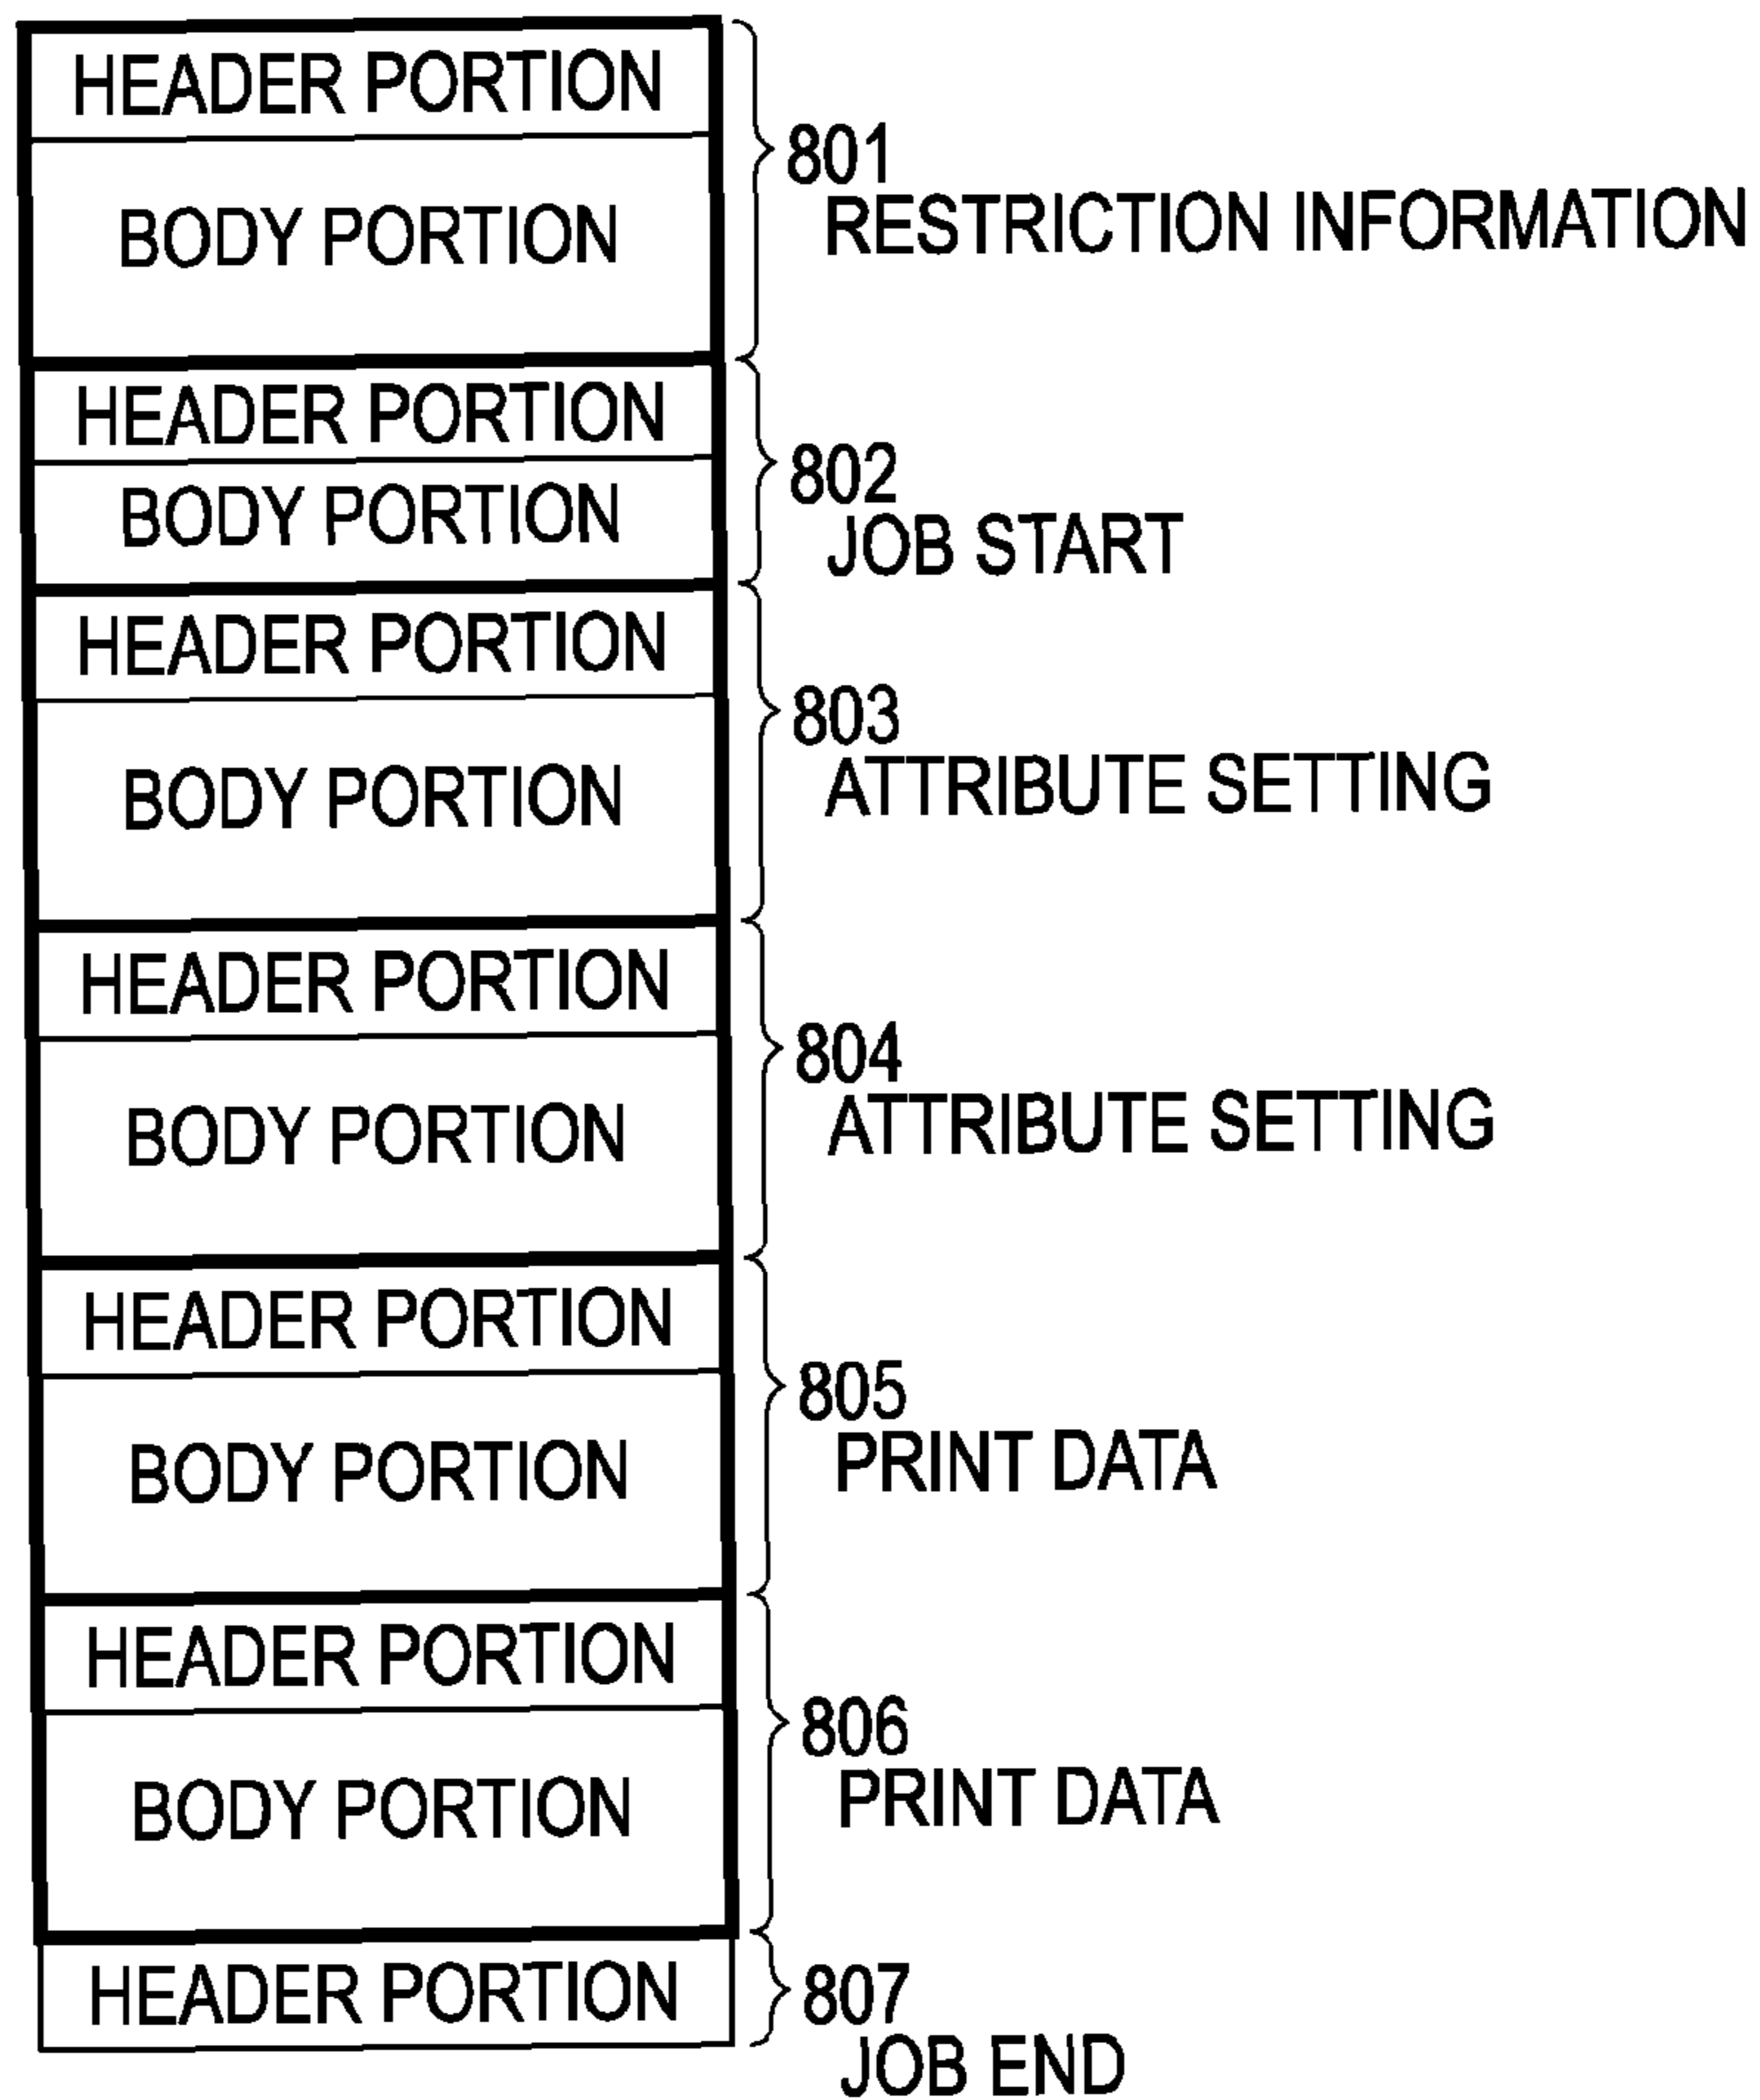 HEADER PORTION
BODY PORTION
801
RESTRICTION INFORMATION
HEADER PORTION
BODY PORTION
802
JOB START
HEADER PORTION
BODY PORTION
803
ATTRIBUTE SETTING
HEADER PORTION
BODY PORTION
804
ATTRIBUTE SETTING
HEADER PORTION
BODY PORTION
805
PRINT DATA
HEADER PORTION
BODY PORTION
806
PRINT DATA
HEADER PORTION
807
JOB END